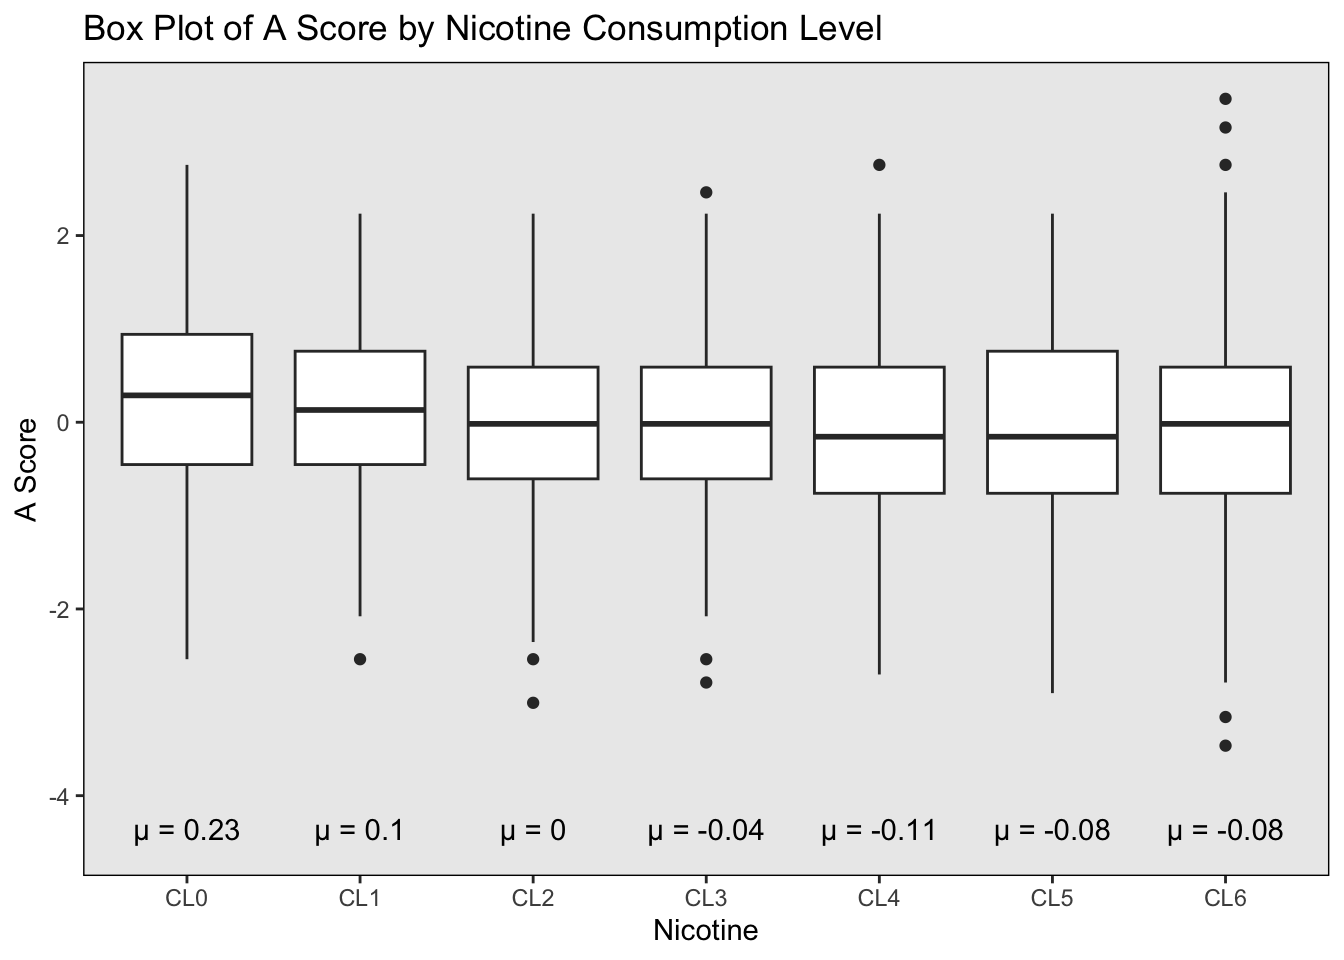 Box Plot of A Score by Nicotine Consumption Level
A Score
2
0
-2
-4
μ = 0.23 μ = 0.1 μ = 0 μ = -0.04 μ = -0.11 μ = -0.08 μ = -0.08
CL0 CL1 CL2 CL3 CL4 CL5 CL6
Nicotine